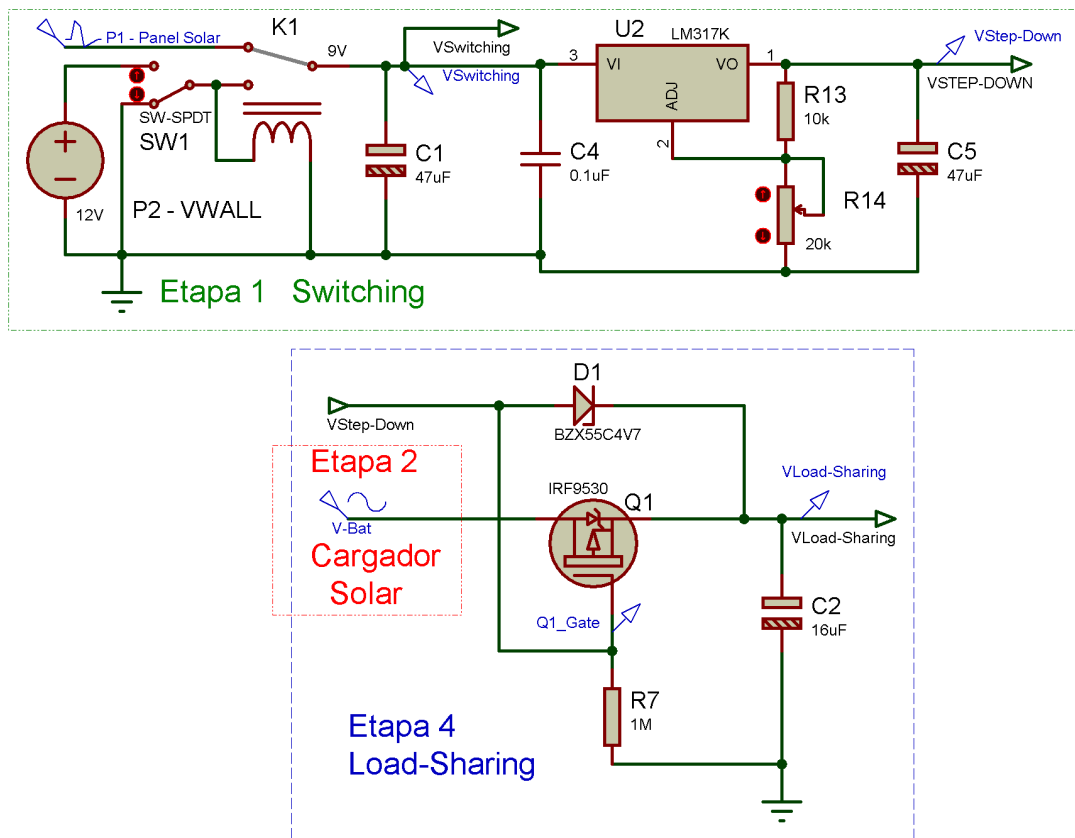 P1 - Panel Solar
K1
9V
VSwitching
VSwitching
U2
LM317K
3
VI
VO
1
ADJ
2
VStep-Down
VSTEP-DOWN
R13
10k
SW-SPDT
SW1
C1
47uF
C4
0.1uF
C5
47uF
R14
20k
12V
P2 - VWALL
Etapa 1 Switching
D1
BZX55C4V7
VStep-Down
Etapa 2
V-Bat
Cargador
Solar
IRF9530
Q1
VLoad-Sharing
VLoad-Sharing
Q1_Gate
C2
16uF
R7
1M
Etapa 4
Load-Sharing